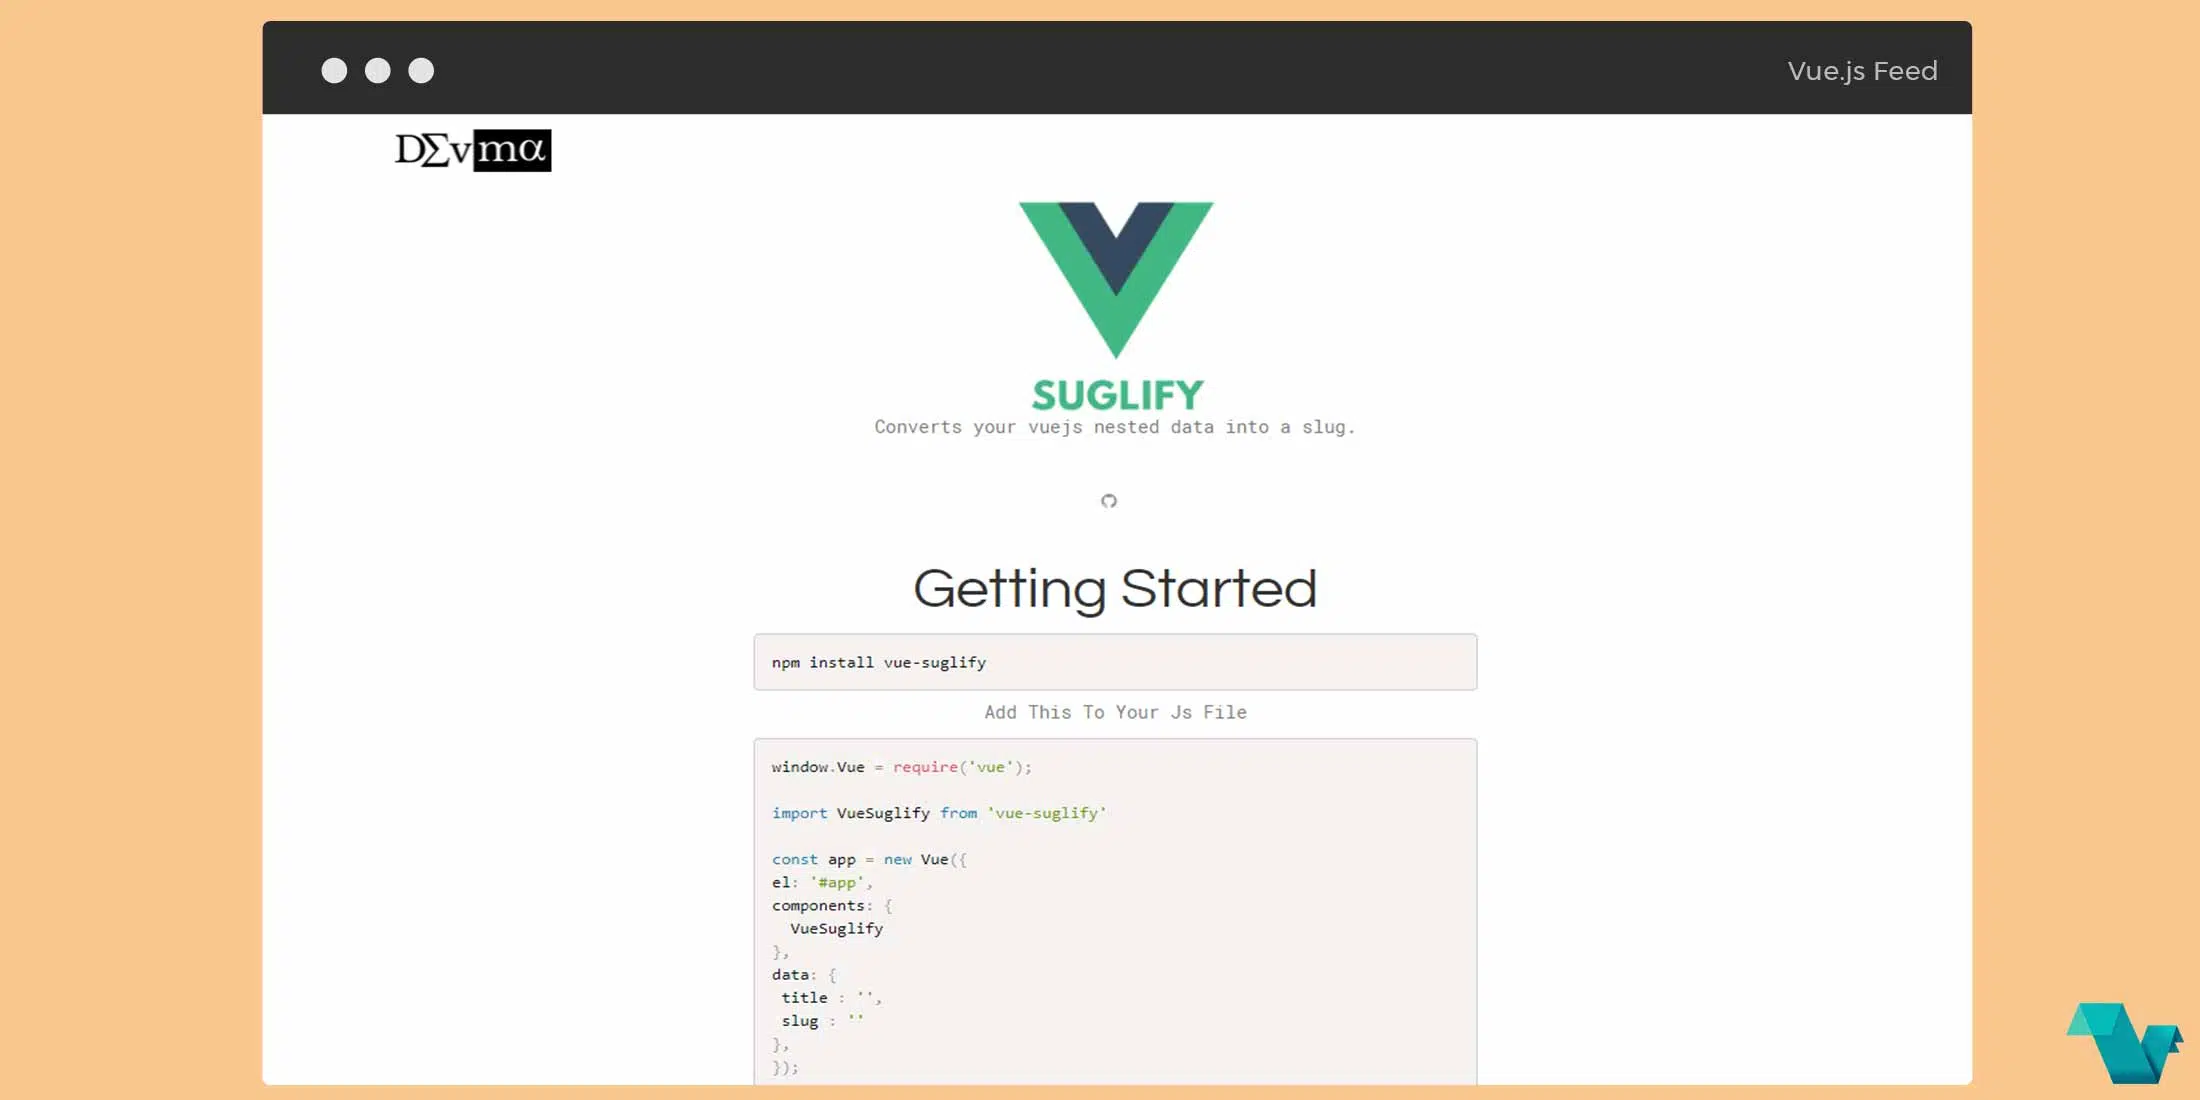 Vue.js Feed
DΣvmα
SUGLIFY
Converts your vuejs nested data into a slug.
Getting Started
npm install vue-suglify
Add This To Your Js File
window.Vue = require('vue');
import VueSuglify from 'vue-suglify'
const app = new Vue({
el: '#app',
components: {
  VueSuglify
},
data: {
 title : '',
 slug : ''
},
});